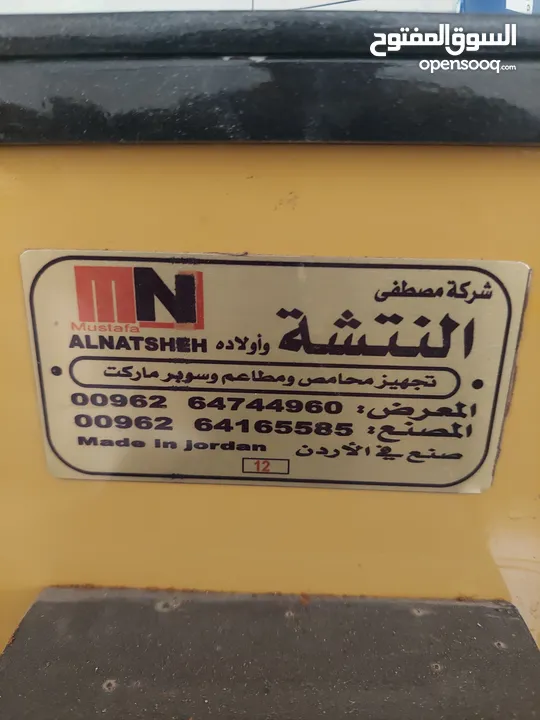 السوق المفتوح
opensooq.com
شركة مصطفى
النتشة وأولاده
MN
Mustafa
ALNATSHEH
تجهيز محامص ومطاعم وسوبر ماركت
المعرض: 64744960 00962
المصنع: 64165585 00962
صنع في الأردن Made in jordan
12